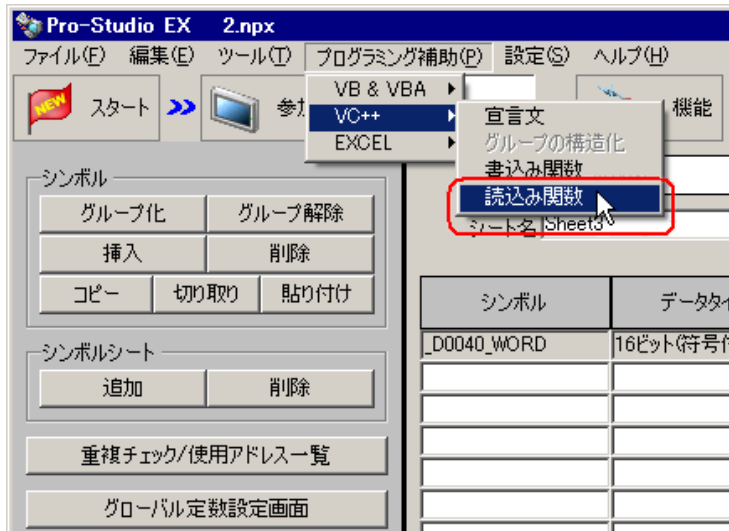 Pro-Studio EX 2.npx
ファイル(F) 編集(E) ツール(T) プログラミング補助(P) 設定(S) ヘルプ(H)
NEW スタート 機能
VB & VBA
VC++
EXCEL
宣言文
グループの構造化
書込み関数
読込み関数
シート名 Sheet3
シンボル
グループ化 グループ解除
挿入 削除
コピー 切り取り 貼り付け
シンボルシート
追加 削除
重複チェック/使用アドレス一覧
グローバル定数設定画面
シンボル データタイ
_D0040_WORD 16ビット(符号付